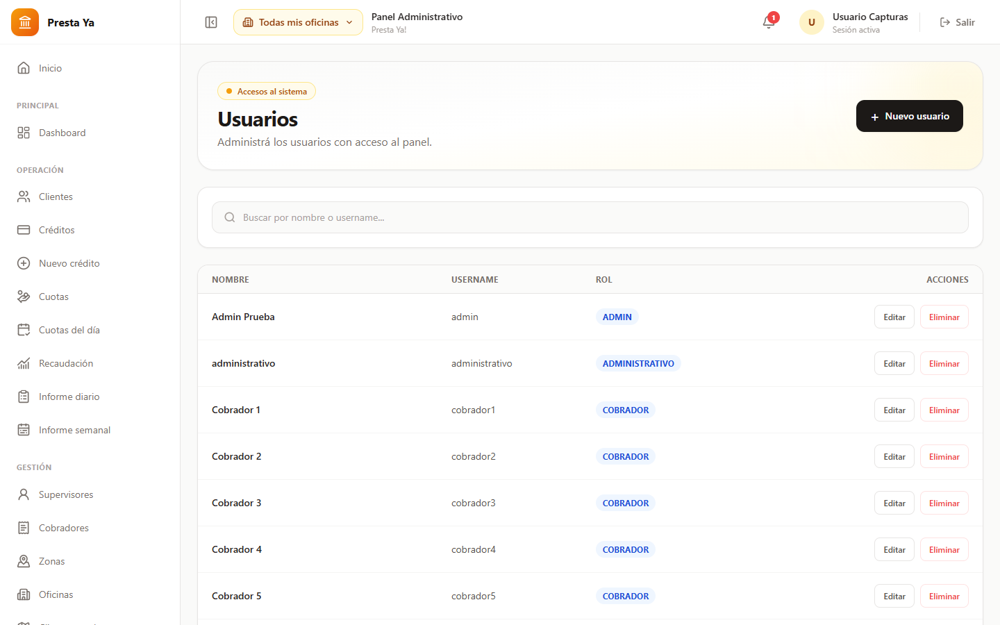 Presta Ya
Todas mis oficinas
Panel Administrativo
Presta Ya!
1
U
Usuario Capturas
Sesión activa
Salir
Inicio
PRINCIPAL
Dashboard
OPERACIÓN
Clientes
Créditos
Nuevo crédito
Cuotas
Cuotas del día
Recaudación
Informe diario
Informe semanal
GESTIÓN
Supervisores
Cobradores
Zonas
Oficinas
Accesos al sistema
Usuarios
Administrá los usuarios con acceso al panel.
+ Nuevo usuario
Buscar por nombre o username...
NOMBRE USERNAME ROL ACCIONES
Admin Prueba admin ADMIN Editar Eliminar
administrativo administrativo ADMINISTRATIVO Editar Eliminar
Cobrador 1 cobrador1 COBRADOR Editar Eliminar
Cobrador 2 cobrador2 COBRADOR Editar Eliminar
Cobrador 3 cobrador3 COBRADOR Editar Eliminar
Cobrador 4 cobrador4 COBRADOR Editar Eliminar
Cobrador 5 cobrador5 COBRADOR Editar Eliminar